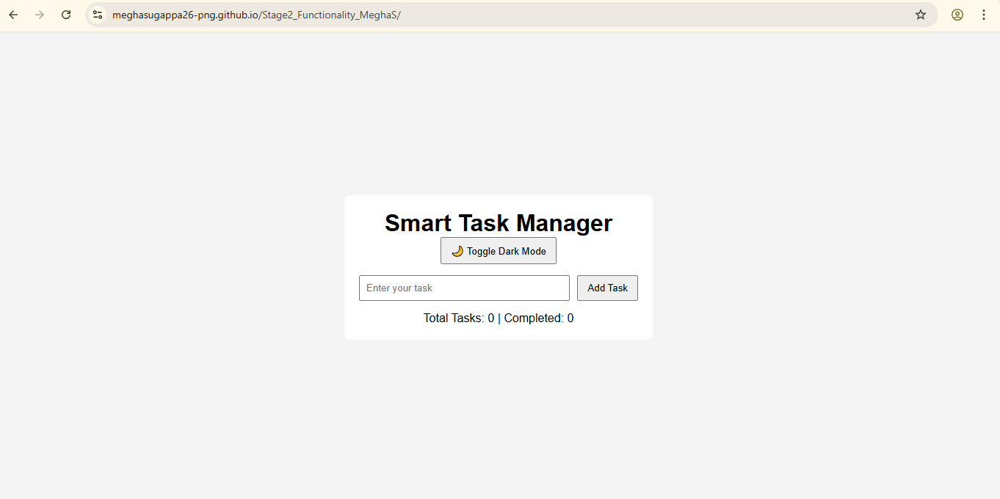 meghasugappa26-png.github.io/Stage2_Functionality_MeghaS/
Smart Task Manager
🌙 Toggle Dark Mode
Enter your task
Add Task
Total Tasks: 0 | Completed: 0